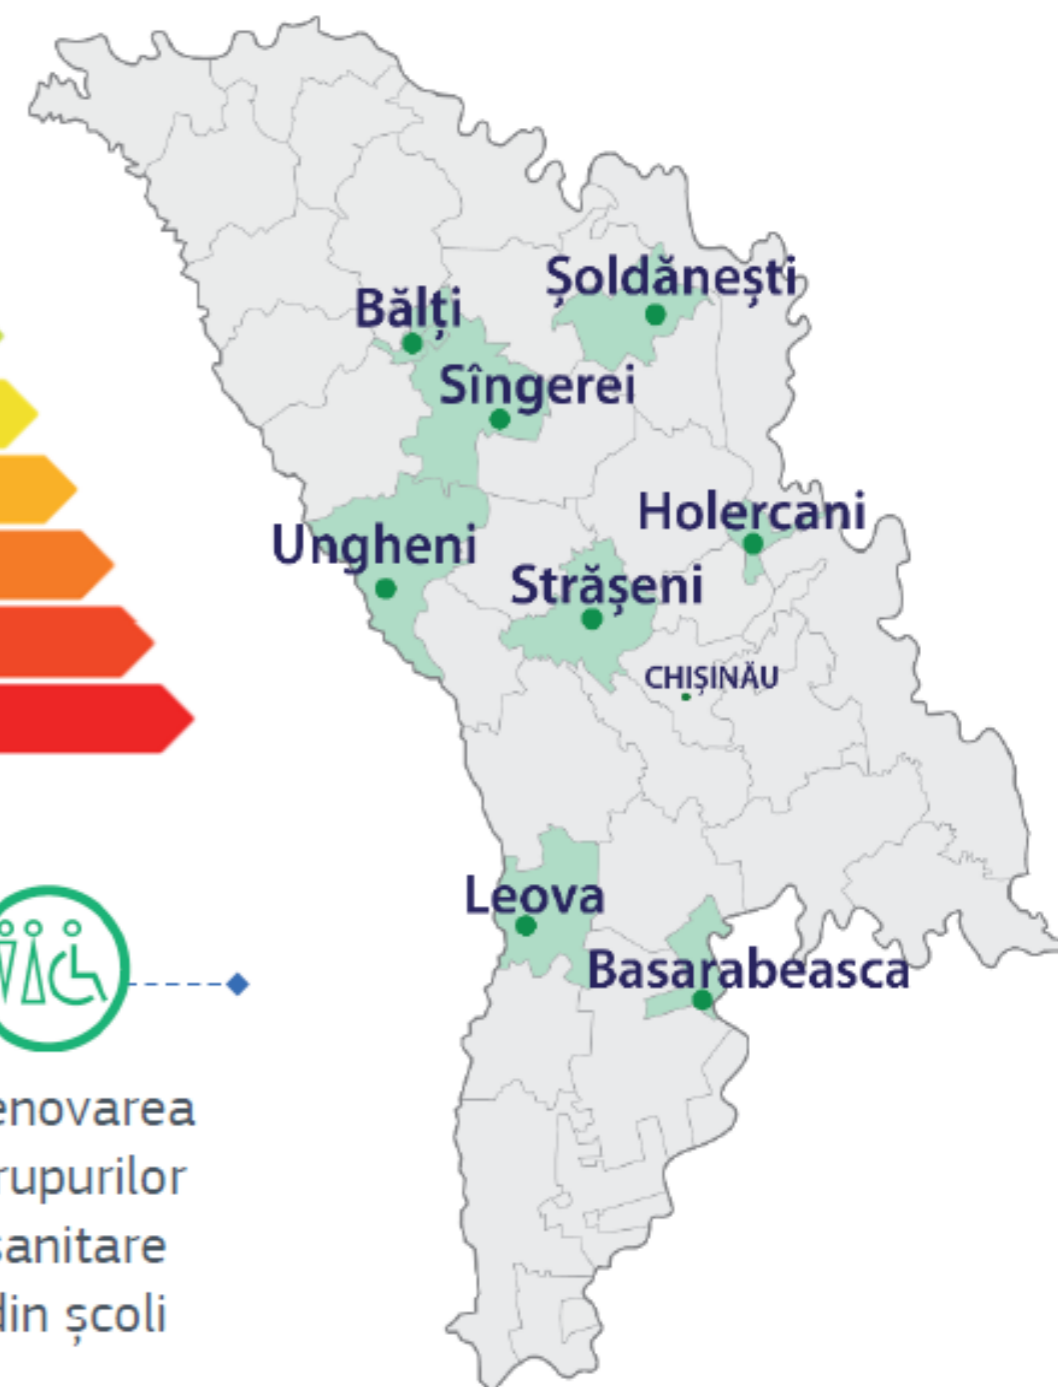 Șoldănești
Bălți
Sîngerei
Holercani
Ungheni
Strășeni
CHIȘINĂU
Leova
Basarabeasca
enovarea
rupurilor
sanitare
din școli